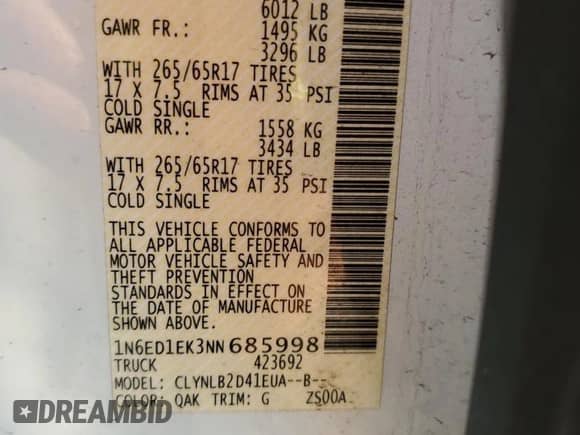 6012 LB
GAWR FR.: 1495 KG
3296 LB
WITH 265/65R17 TIRES
17 X 7.5 RIMS AT 35 PSI
COLD SINGLE
GAWR RR.: 1558 KG
3434 LB
WITH 265/65R17 TIRES
17 X 7.5 RIMS AT 35 PSI
COLD SINGLE
THIS VEHICLE CONFORMS TO
ALL APPLICABLE FEDERAL
MOTOR VEHICLE SAFETY AND
THEFT PREVENTION
STANDARDS IN EFFECT ON
THE DATE OF MANUFACTURE
SHOWN ABOVE.
1N6ED1EK3NN685998
TRUCK 423692
MODEL: CLYNLB2D41EUA--B--
COLOR: QAK TRIM: G ZS00A
DREAMBID